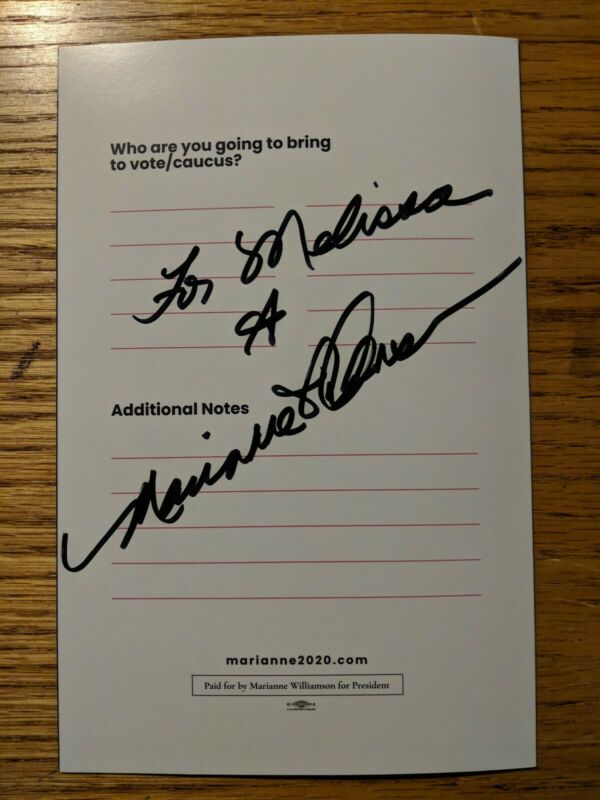 Who are you going to bring
to vote/caucus?
For Melissa
A
Additional Notes
Marianne
marianne2020.com
Paid for by Marianne Williamson for President